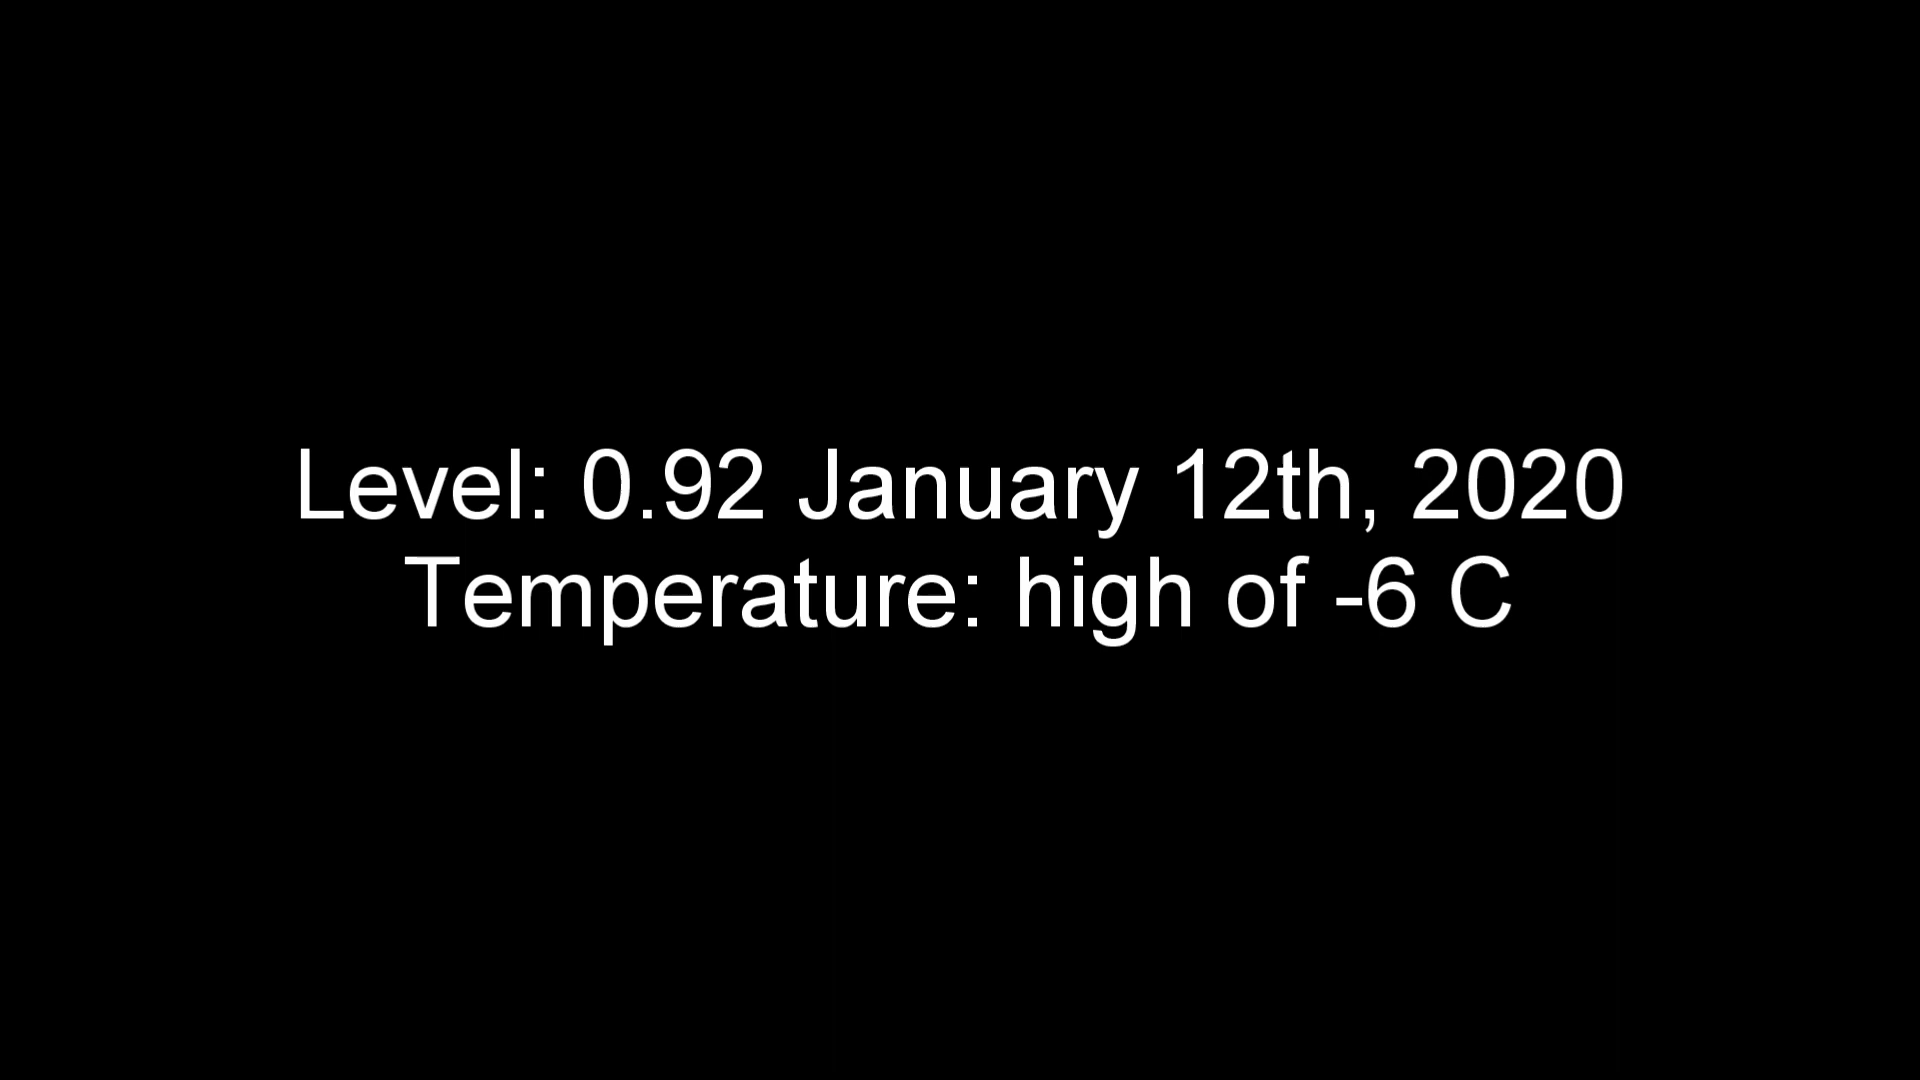 Level: 0.92 January 12th, 2020
Temperature: high of -6 C